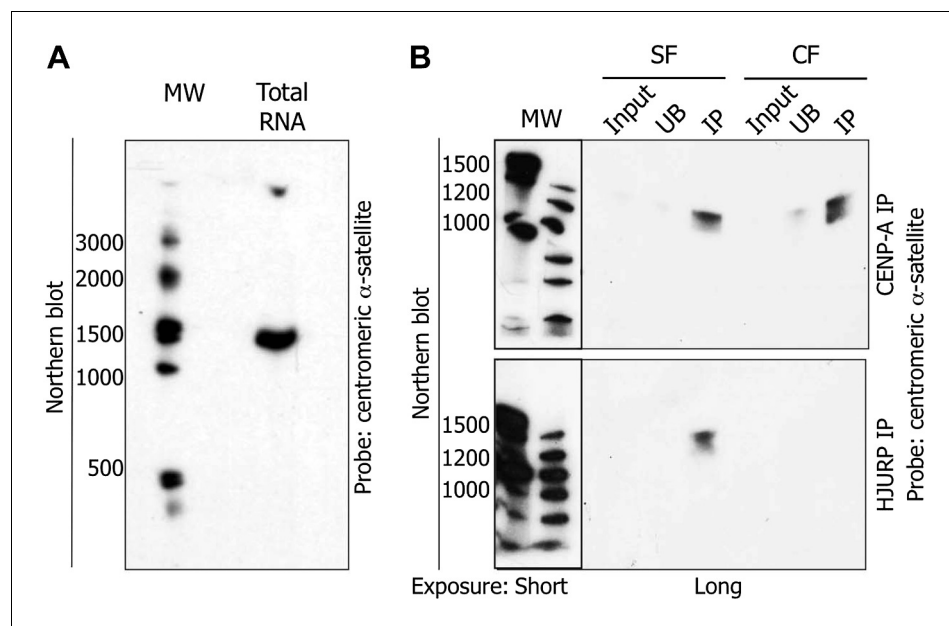 A
MW
Total
RNA
3000
2000
1500
1000
500
Northern blot
Probe: centromeric α-satellite
B
SF
CF
MW
Input
UB
IP
Input
UB
IP
1500
1200
1000
CENP-A IP
Northern blot
1500
1200
1000
HJURP IP
Probe: centromeric α-satellite
Exposure: Short
Long